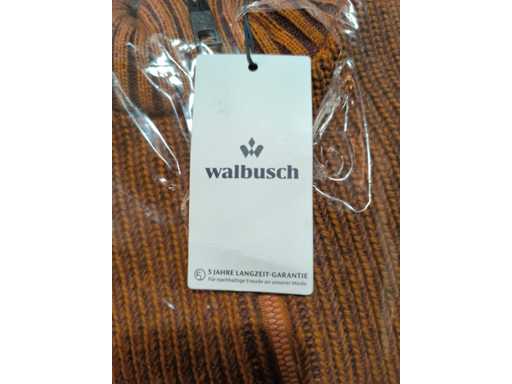 walbusch
5 JAHRE LANGZEIT-GARANTIE
Für nachhaltige Freude an unserer Mode